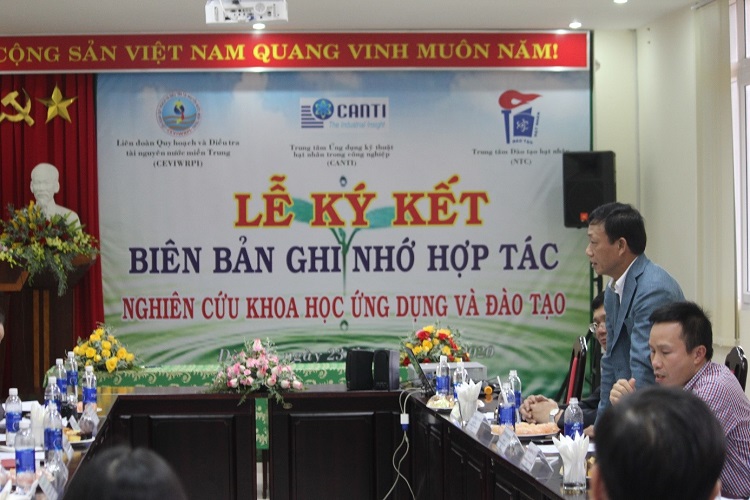 CỘNG SẢN VIỆT NAM QUANG VINH MUÔN NĂM!
CANTI
The Industrial Insight
Liên đoàn Quy hoạch và Điều tra
tài nguyên nước miền Trung
(CEVIWRPI)
Trung tâm Ứng dụng kỹ thuật
hạt nhân trong công nghiệp
(CANTI)
Trung tâm Đào tạo hạt nhân
(NTC)
LỄ KÝ KẾT
BIÊN BẢN GHI NHỚ HỢP TÁC
NGHIÊN CỨU KHOA HỌC ỨNG DỤNG VÀ ĐÀO TẠO
ngày 23